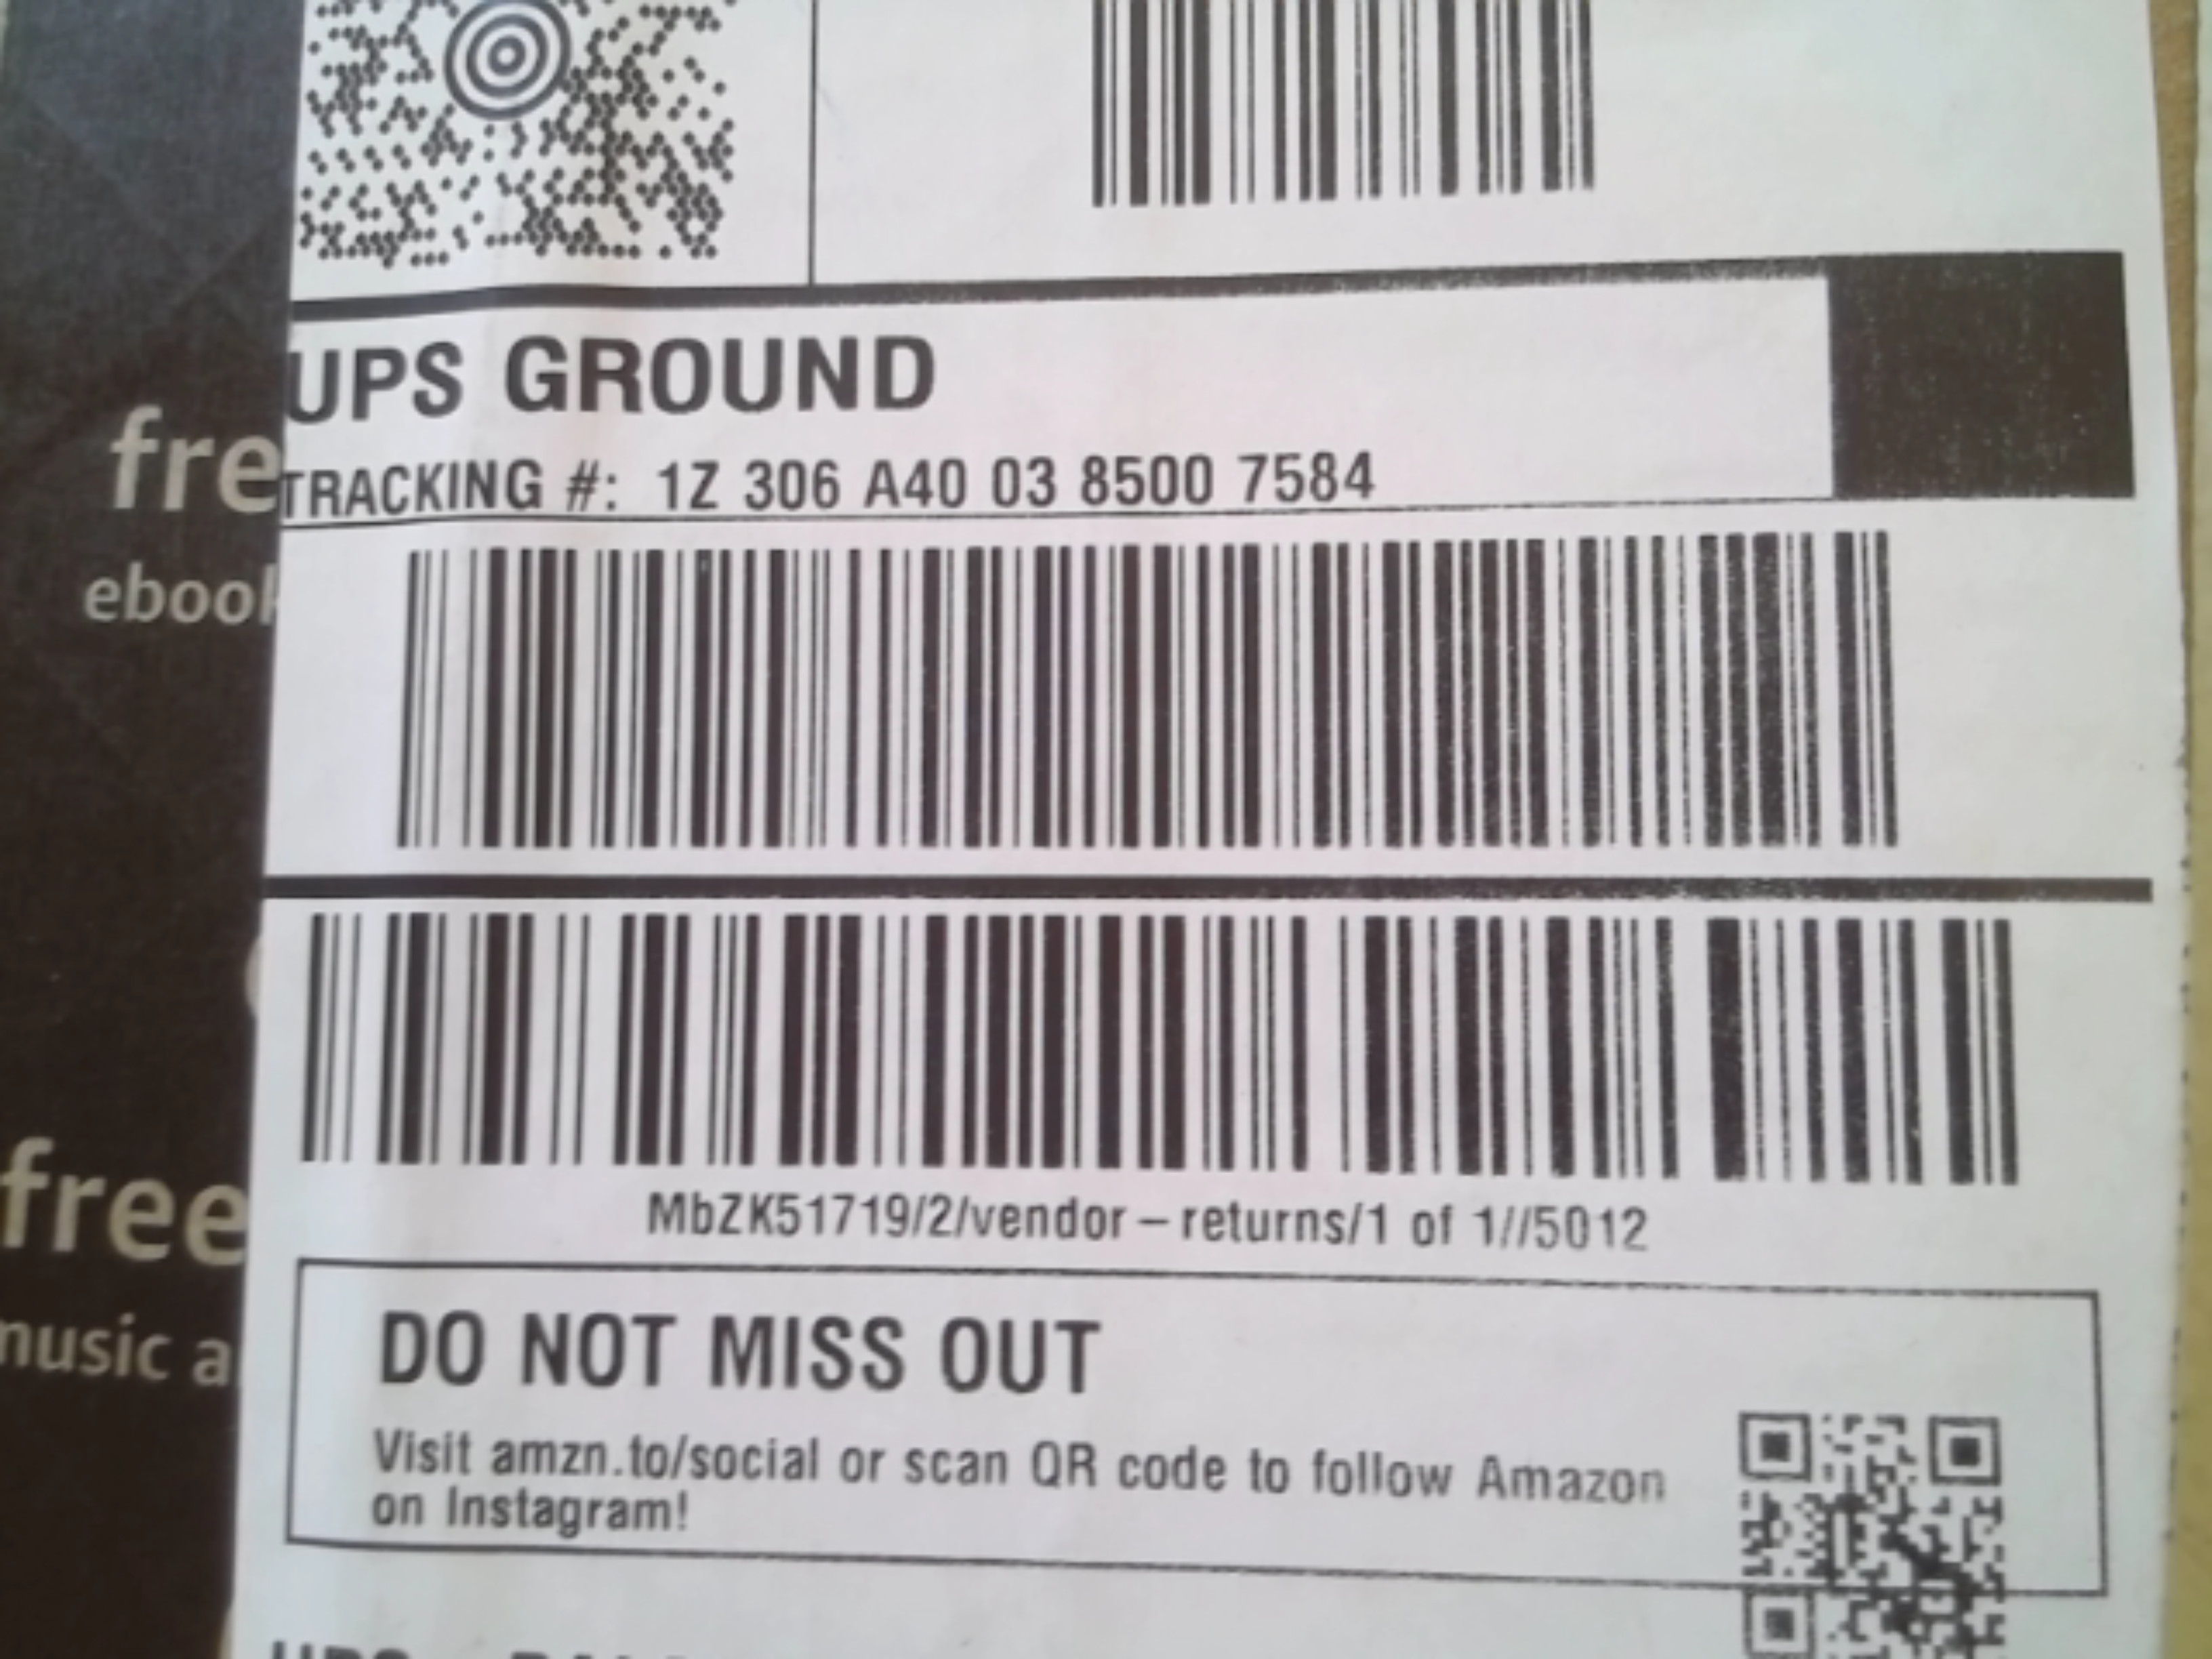 UPS GROUND
TRACKING #: 1Z 306 A40 03 8500 7584
fre
ebook
MbZK51719/2/vendor-returns/1 of 1//5012
free
music a
DO NOT MISS OUT
Visit amzn.to/social or scan QR code to follow Amazon
on Instagram!